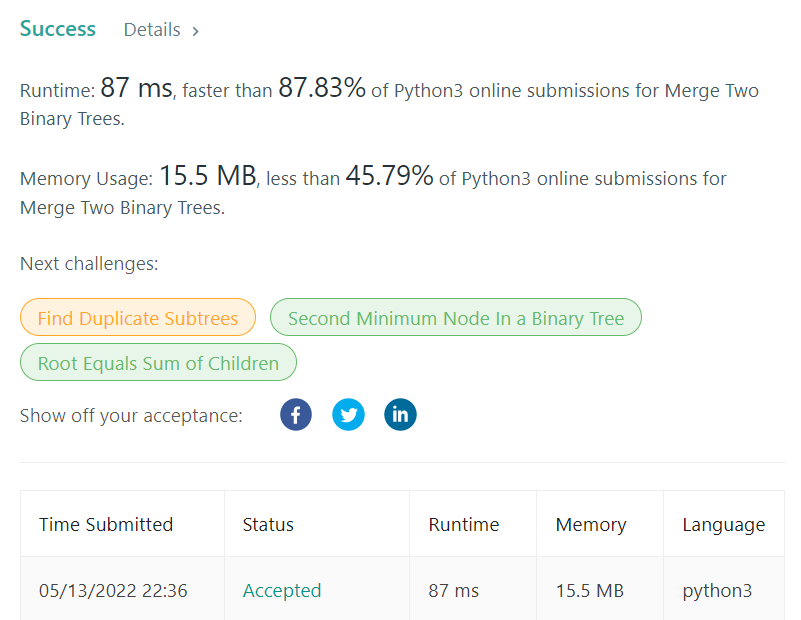 Success Details >
Runtime: 87 ms, faster than 87.83% of Python3 online submissions for Merge Two
Binary Trees.
Memory Usage: 15.5 MB, less than 45.79% of Python3 online submissions for
Merge Two Binary Trees.
Next challenges:
Find Duplicate Subtrees Second Minimum Node In a Binary Tree
Root Equals Sum of Children
Show off your acceptance: f in
Time Submitted Status Runtime Memory Language
05/13/2022 22:36 Accepted 87 ms 15.5 MB python3